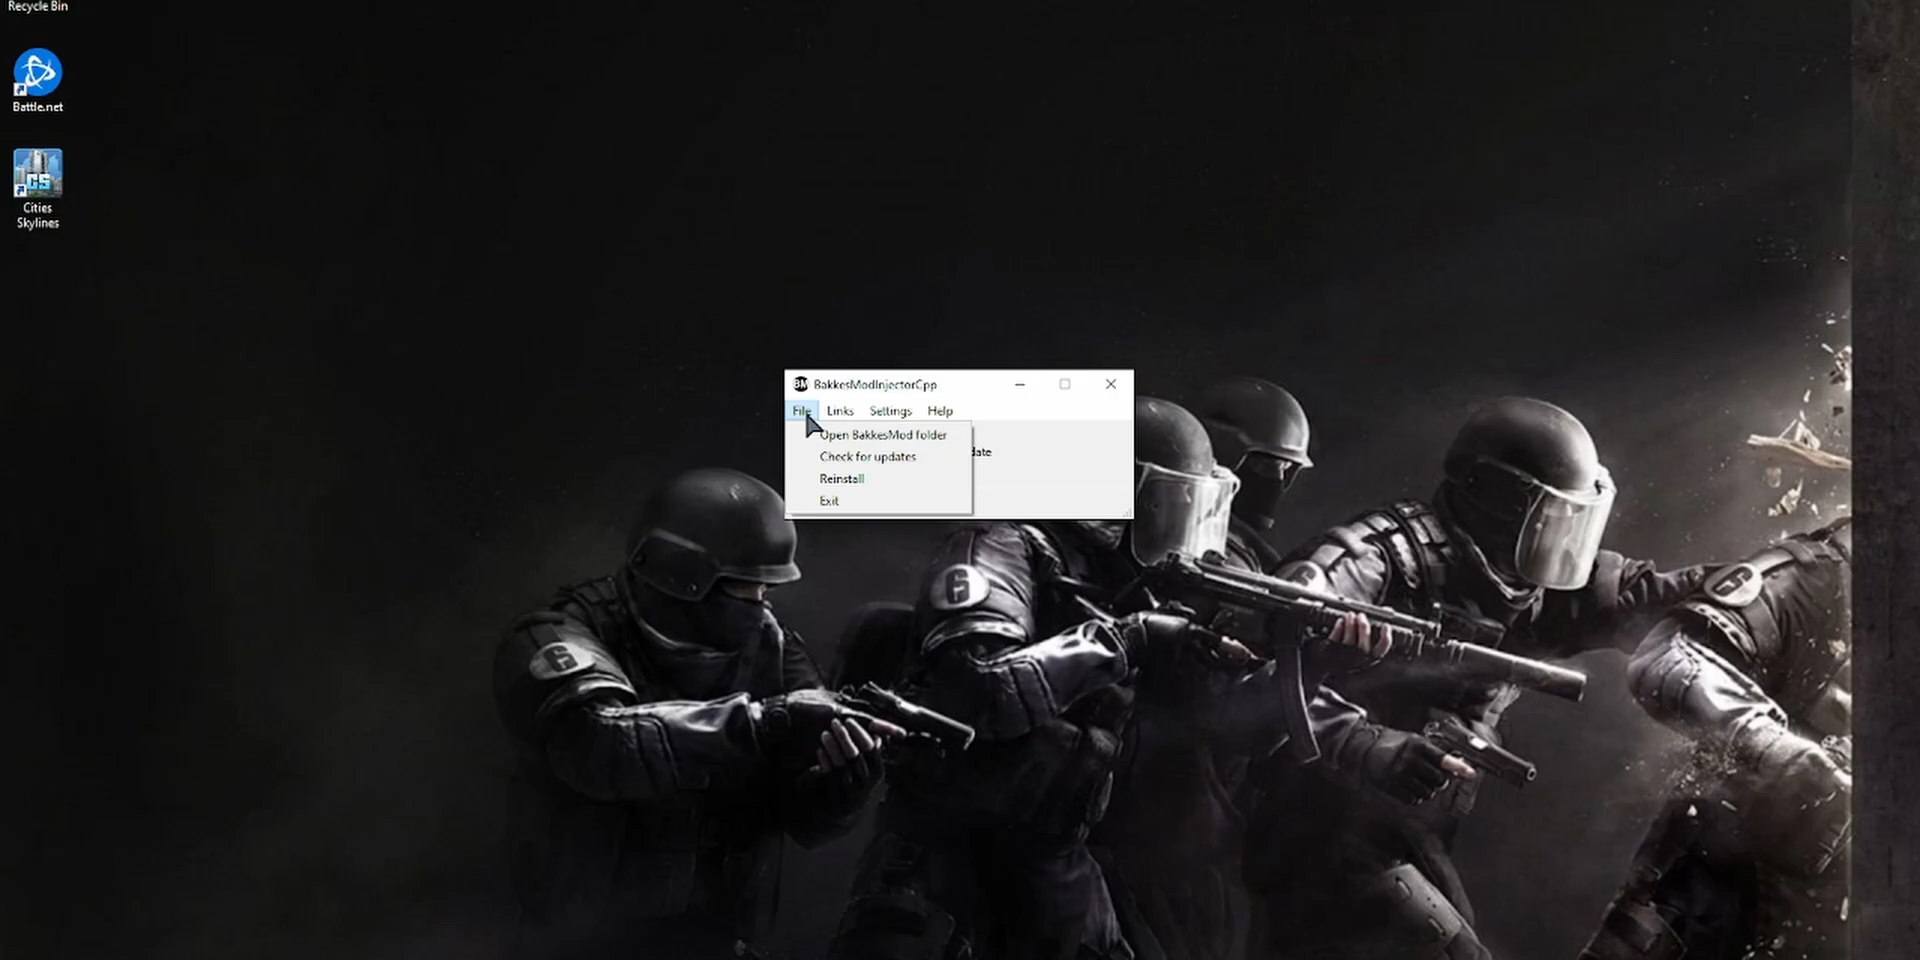 Recycle Bin
Battle.net
Cities
Skylines
BM BakkesModInjectorCpp
File Links Settings Help
Open BakkesMod folder
Check for updates
Reinstall
Exit